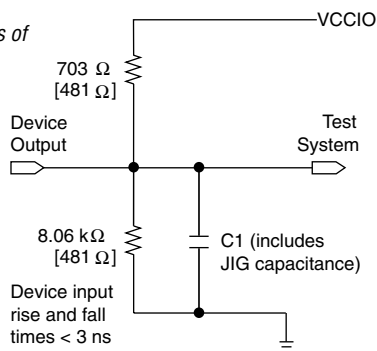 s of
VCCIO
703 Ω
[481 Ω]
Device
Output
Test
System
8.06 kΩ
[481 Ω]
C1 (includes
JIG capacitance)
Device input
rise and fall
times < 3 ns